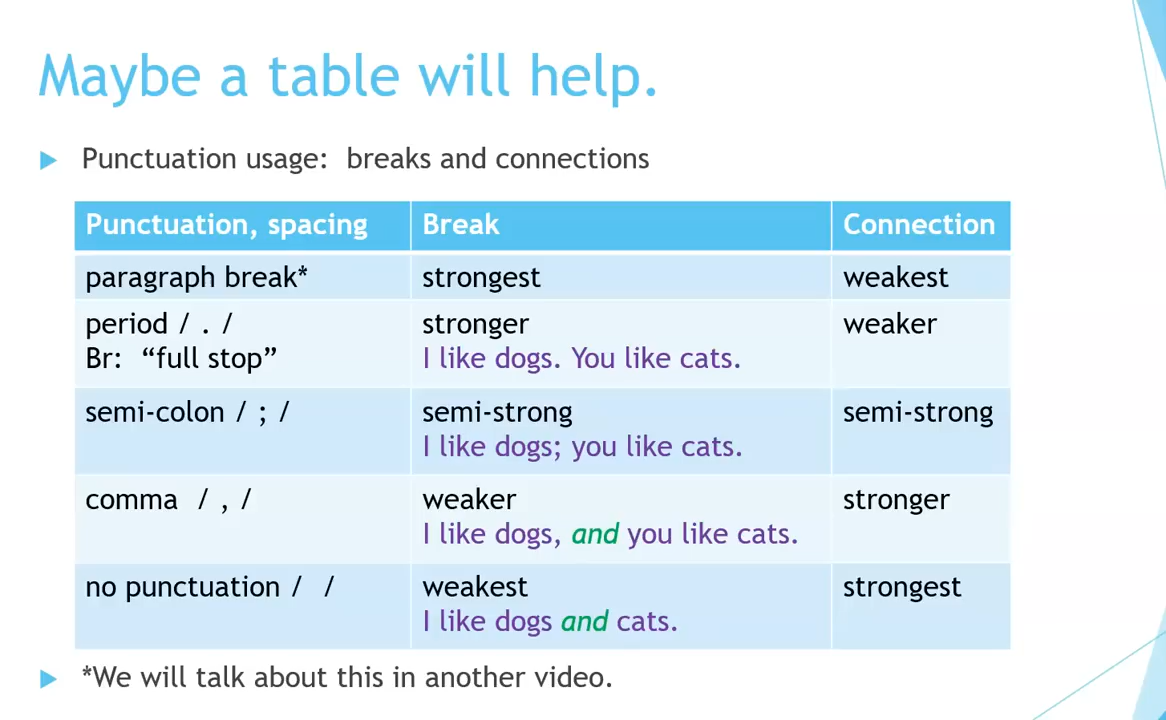 Maybe a table will help.
Punctuation usage:  breaks and connections
Punctuation, spacing Break Connection
paragraph break* strongest weakest
period / . / stronger weaker
Br:  “full stop” I like dogs. You like cats.
semi-colon / ; / semi-strong semi-strong
I like dogs; you like cats.
comma  / , / weaker stronger
I like dogs, and you like cats.
no punctuation /  / weakest strongest
I like dogs and cats.
*We will talk about this in another video.